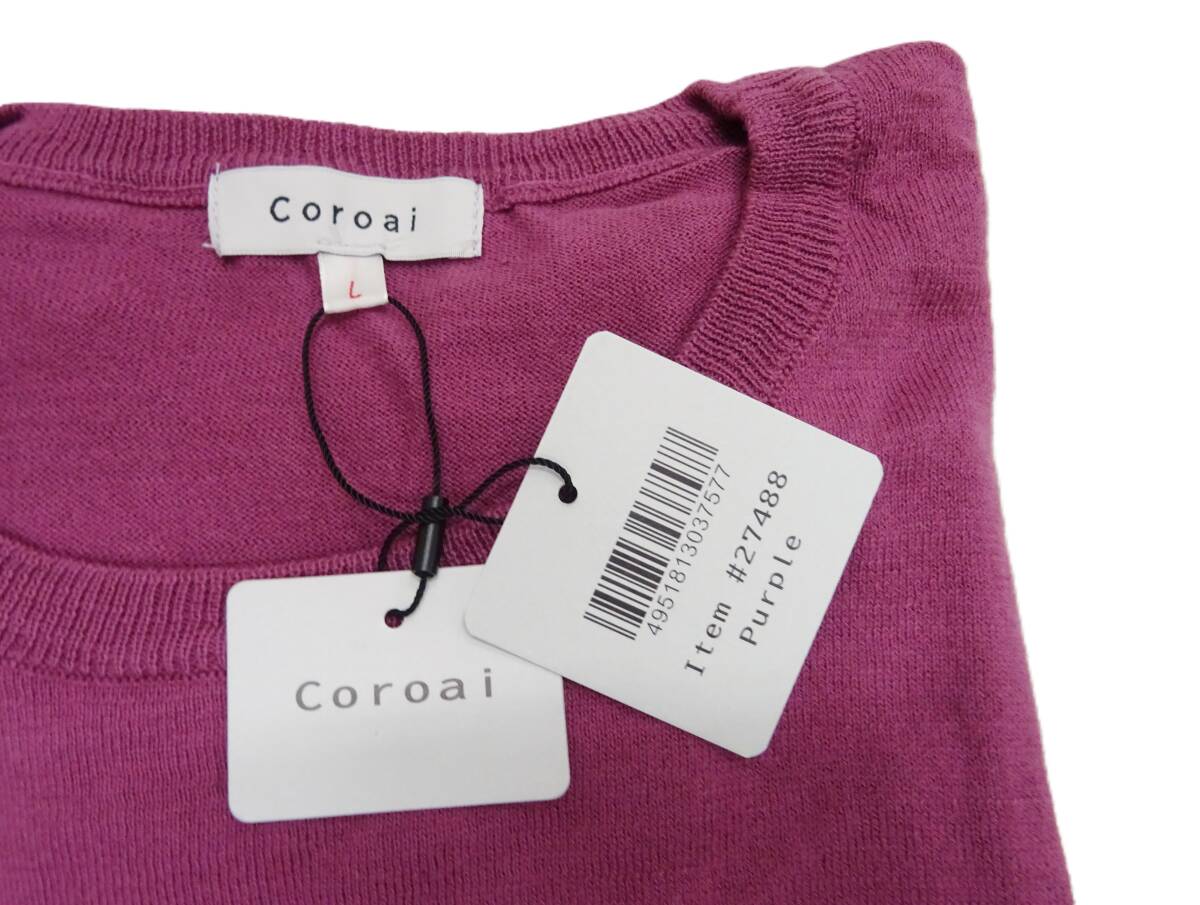 Coroai
L
Coroai
4951813037577
Item #27488
Purple